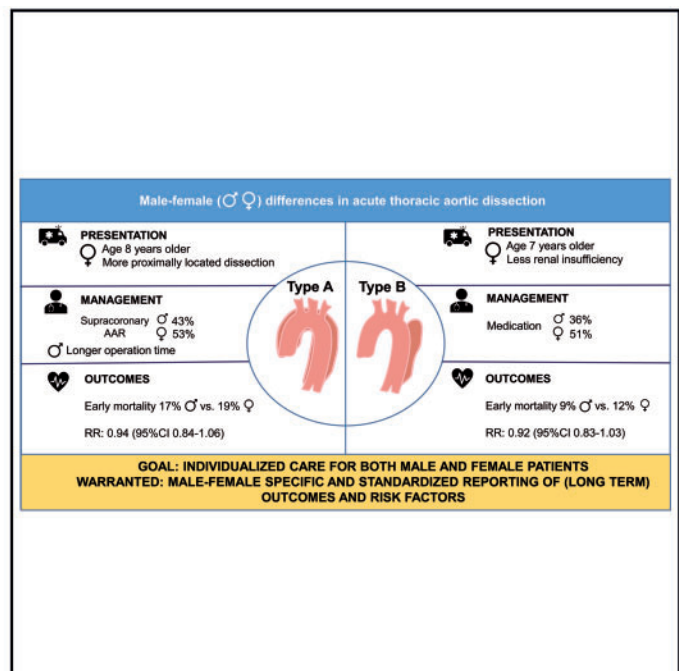 Male-female (♂ ♀) differences in acute thoracic aortic dissection
PRESENTATION
♀ Age 8 years older
More proximally located dissection
MANAGEMENT
Supracoronary ♂ 43%
AAR ♀ 53%
♂ Longer operation time
OUTCOMES
Early mortality 17% ♂ vs. 19% ♀
RR: 0.94 (95%CI 0.84-1.06)
Type A
Type B
PRESENTATION
♀ Age 7 years older
Less renal insufficiency
MANAGEMENT
Medication ♂ 36%
♀ 51%
OUTCOMES
Early mortality 9% ♂ vs. 12% ♀
RR: 0.92 (95%CI 0.83-1.03)
GOAL: INDIVIDUALIZED CARE FOR BOTH MALE AND FEMALE PATIENTS
WARRANTED: MALE-FEMALE SPECIFIC AND STANDARDIZED REPORTING OF (LONG TERM)
OUTCOMES AND RISK FACTORS